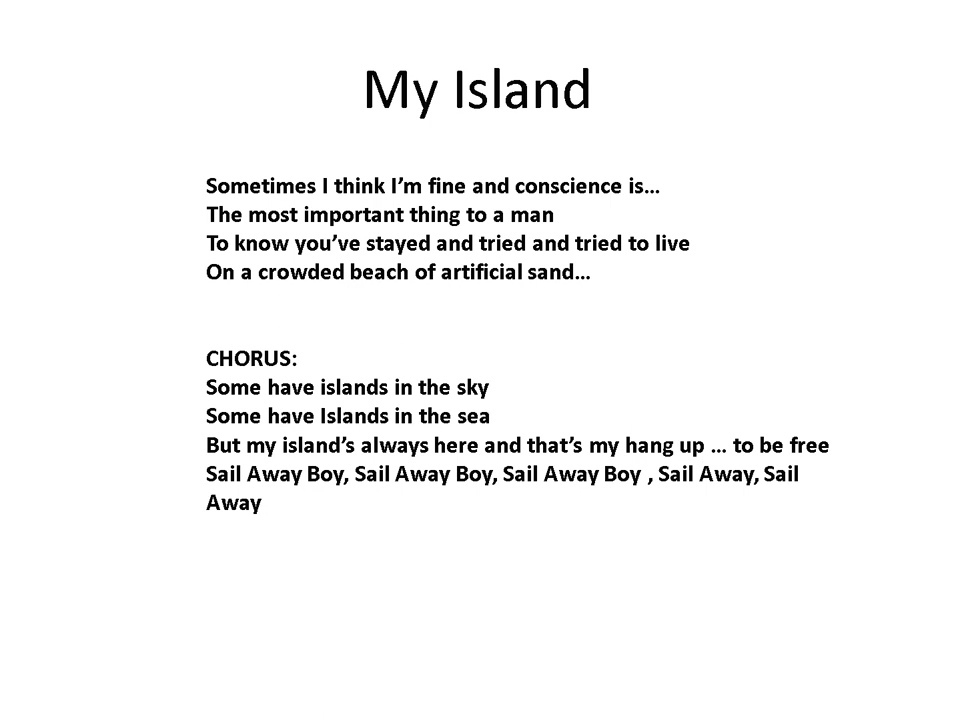 My Island
Sometimes I think I’m fine and conscience is…
The most important thing to a man
To know you’ve stayed and tried and tried to live
On a crowded beach of artificial sand…
CHORUS:
Some have islands in the sky
Some have Islands in the sea
But my island’s always here and that’s my hang up … to be free
Sail Away Boy, Sail Away Boy, Sail Away Boy , Sail Away, Sail
Away